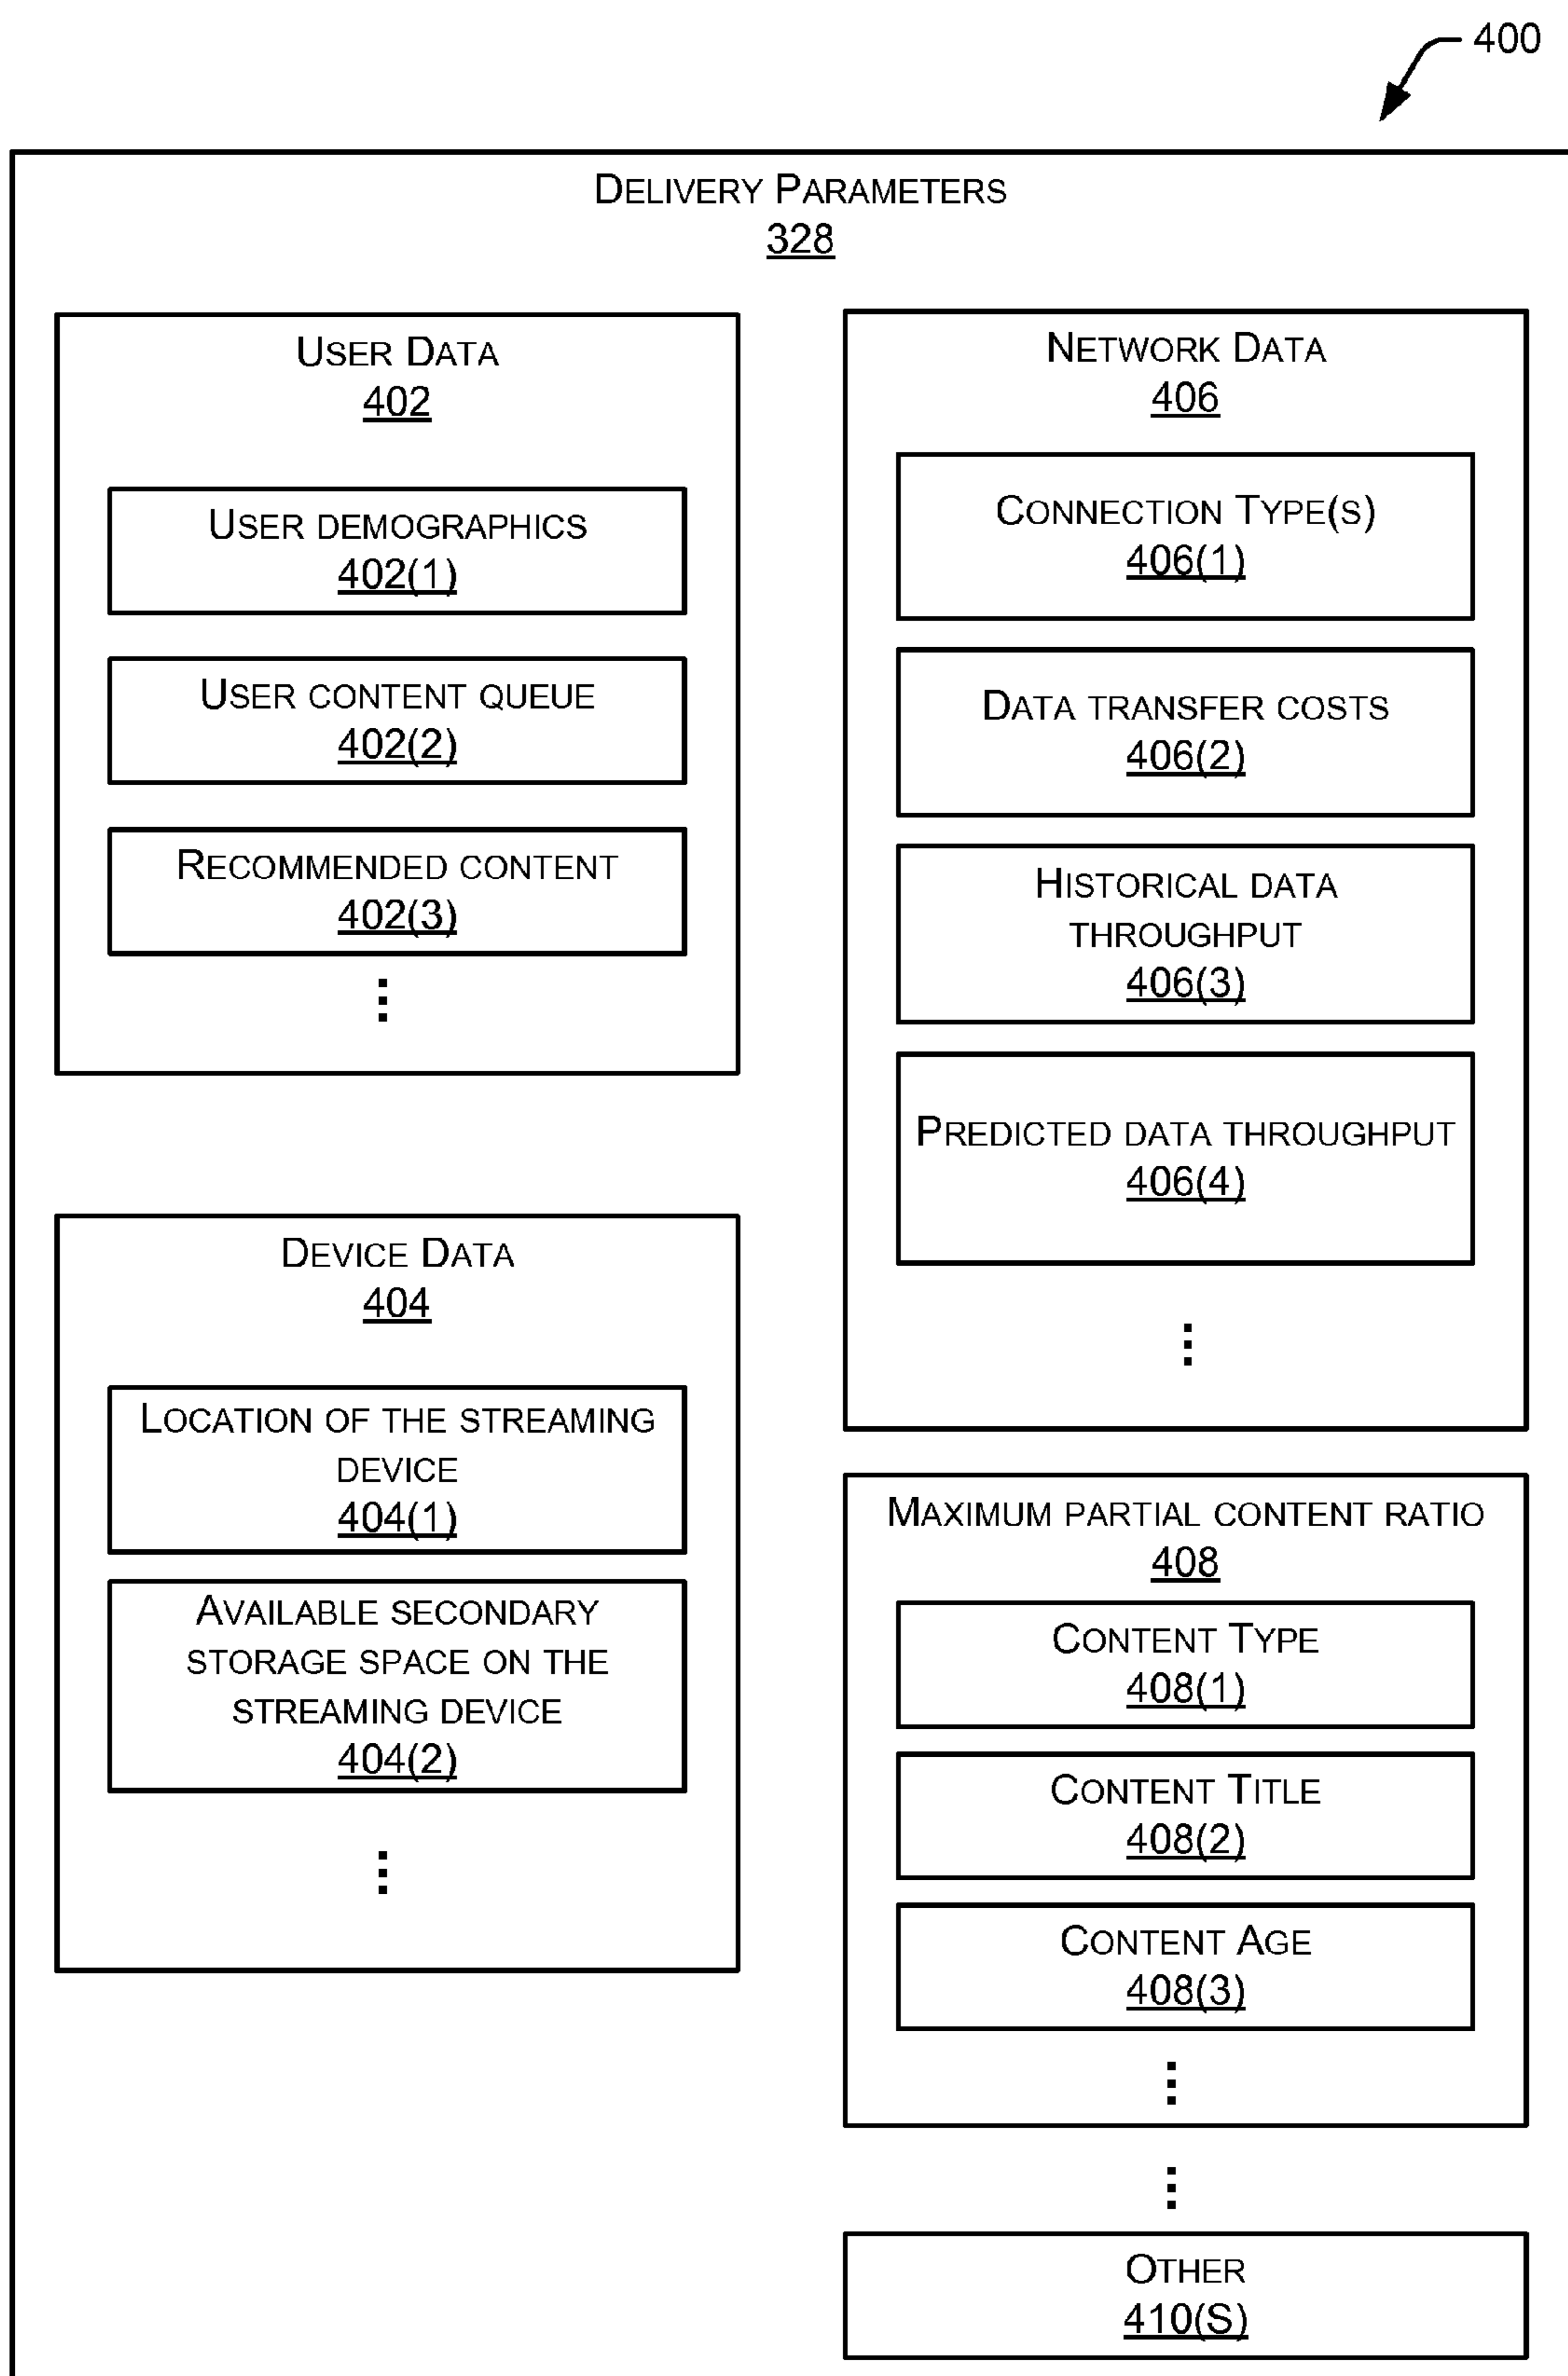 400
Delivery Parameters
328
User Data
402
User demographics
402(1)
User content queue
402(2)
Recommended content
402(3)
Device Data
404
Location of the streaming
device
404(1)
Available secondary
storage space on the
streaming device
404(2)
Network Data
406
Connection Type(s)
406(1)
Data transfer costs
406(2)
Historical data
throughput
406(3)
Predicted data throughput
406(4)
Maximum partial content ratio
408
Content Type
408(1)
Content Title
408(2)
Content Age
408(3)
Other
410(S)